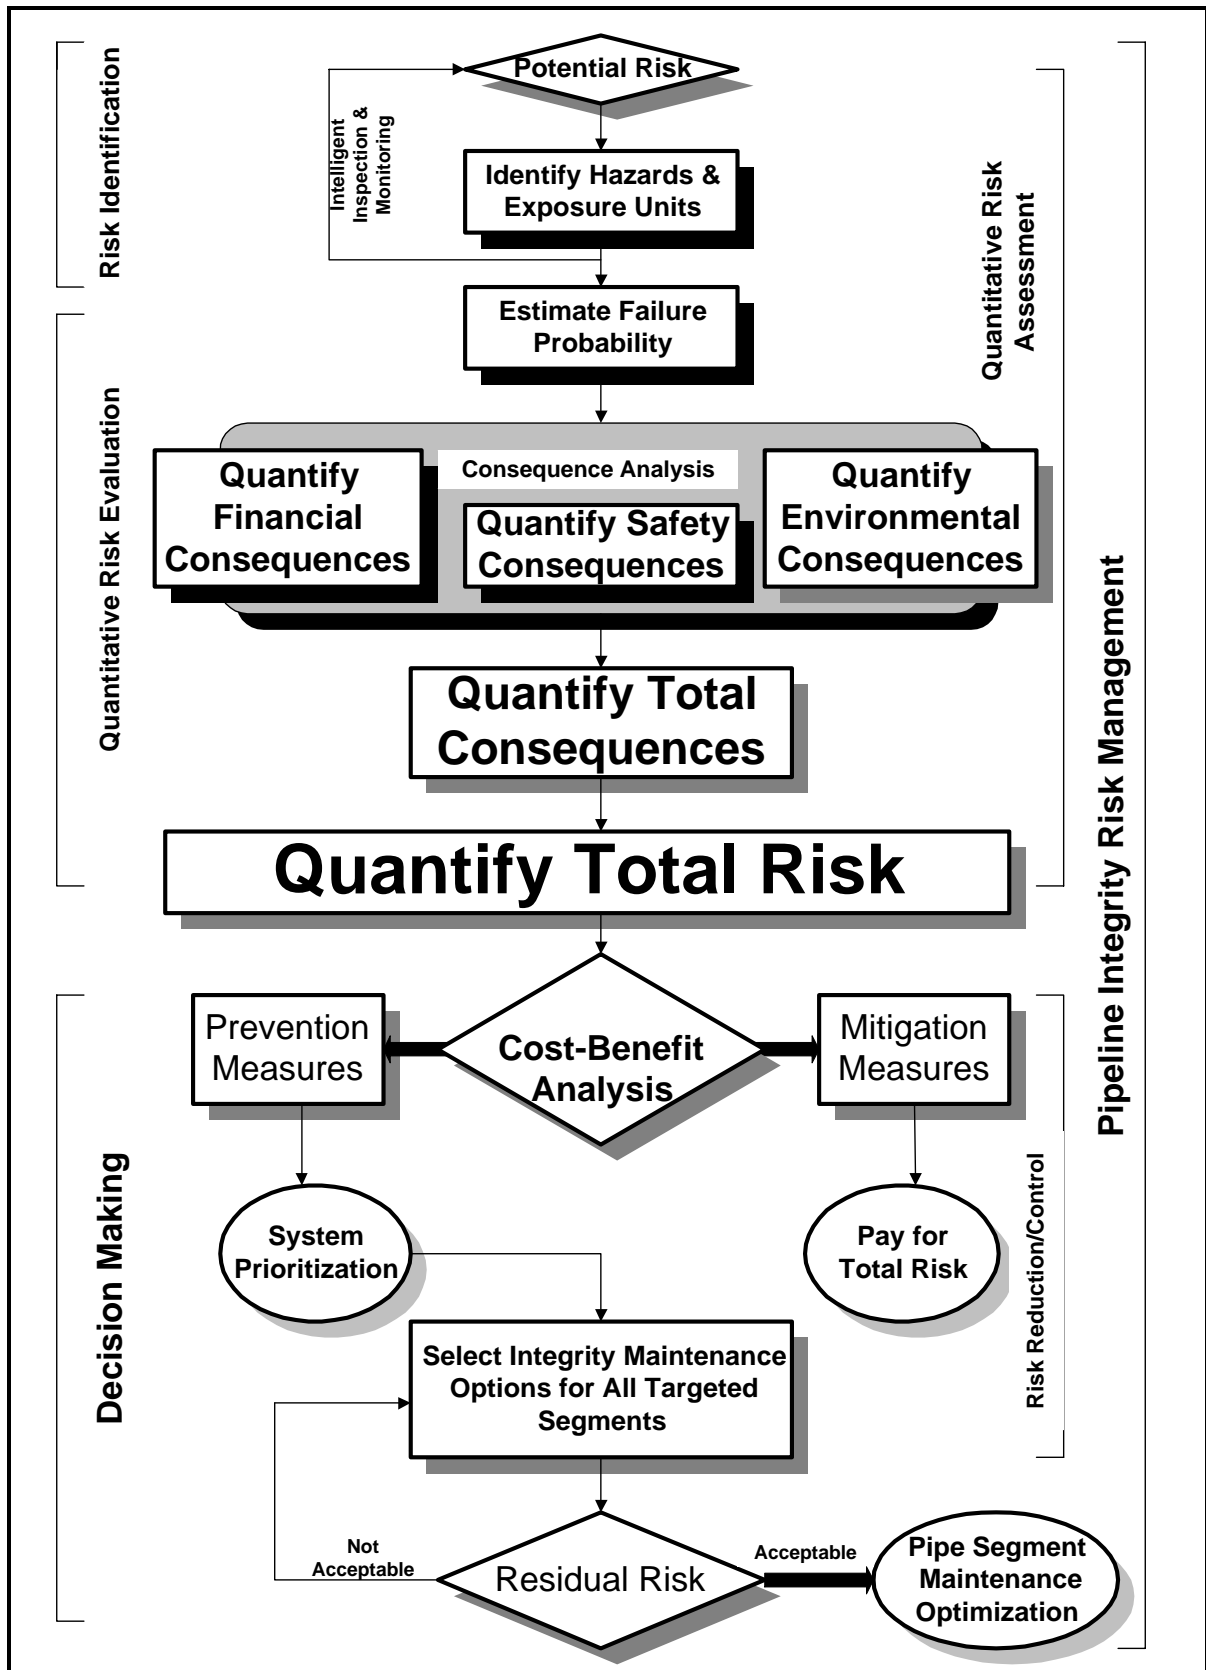 Potential Risk
Intelligent
Inspection &
Monitoring
Identify Hazards &
Exposure Units
Risk Identification
Quantitative Risk
Assessment
Estimate Failure
Probability
Consequence Analysis
Quantify
Financial
Consequences
Quantify Safety
Consequences
Quantify
Environmental
Consequences
Quantitative Risk Evaluation
Quantify Total
Consequences
Quantify Total Risk
Pipeline Integrity Risk Management
Prevention
Measures
Cost-Benefit
Analysis
Mitigation
Measures
System
Prioritization
Pay for
Total Risk
Decision Making
Risk Reduction/Control
Select Integrity Maintenance
Options for All Targeted
Segments
Not
Acceptable
Residual Risk
Acceptable
Pipe Segment
Maintenance
Optimization